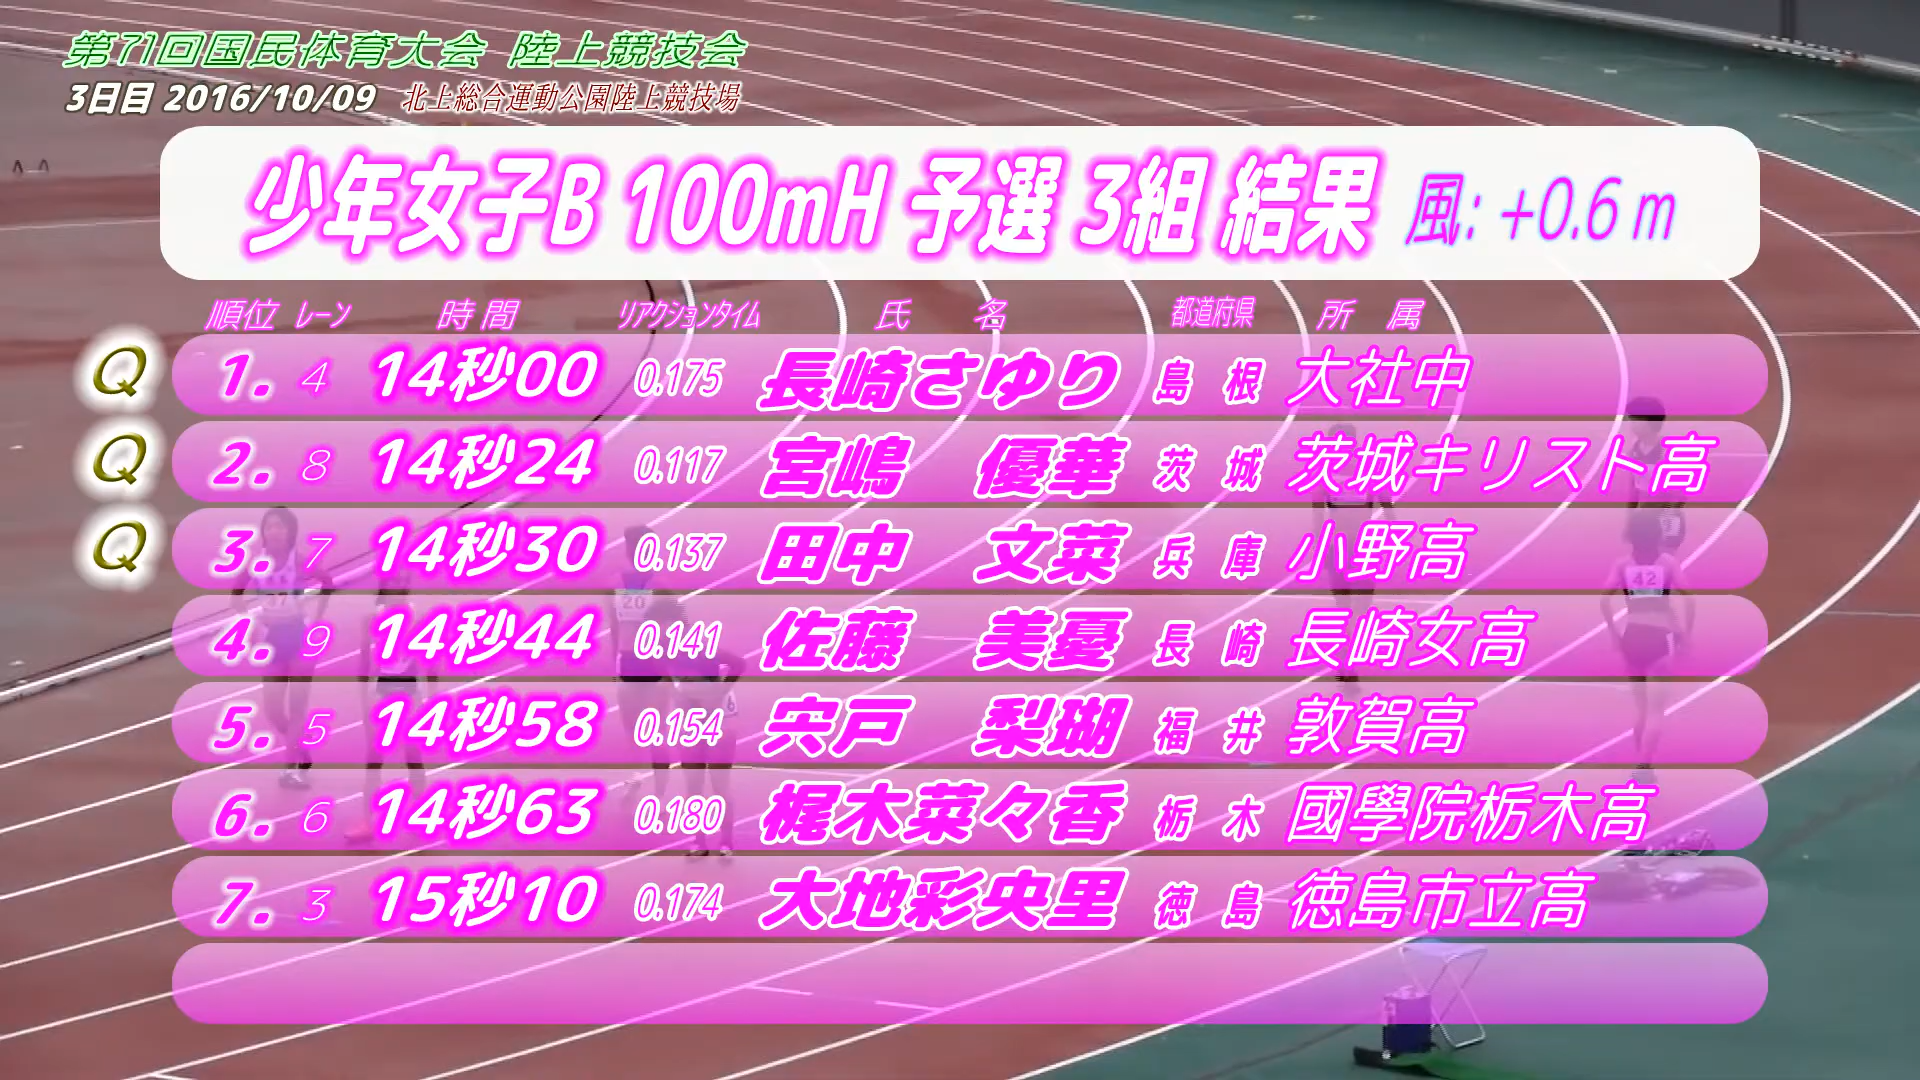 第71回国民体育大会 陸上競技会
3日目 2016/10/09 北上総合運動公園陸上競技場
少年女子B 100mH 予選 3組 結果 風: +0.6m
順位 レーン 時間 リアクションタイム 氏名 都道府県 所属
Q 1. 4 14秒00 0.175 長崎さゆり 島根 大社中
Q 2. 8 14秒24 0.117 宮嶋 優華 茨城 茨城キリスト高
Q 3. 7 14秒30 0.137 田中 文菜 兵庫 小野高
4. 9 14秒44 0.141 佐藤 美憂 長崎 長崎女高
5. 5 14秒58 0.154 宍戸 梨瑚 福井 敦賀高
6. 6 14秒63 0.180 梶木菜々香 栃木 國學院栃木高
7. 3 15秒10 0.174 大地彩央里 徳島 徳島市立高
20
42